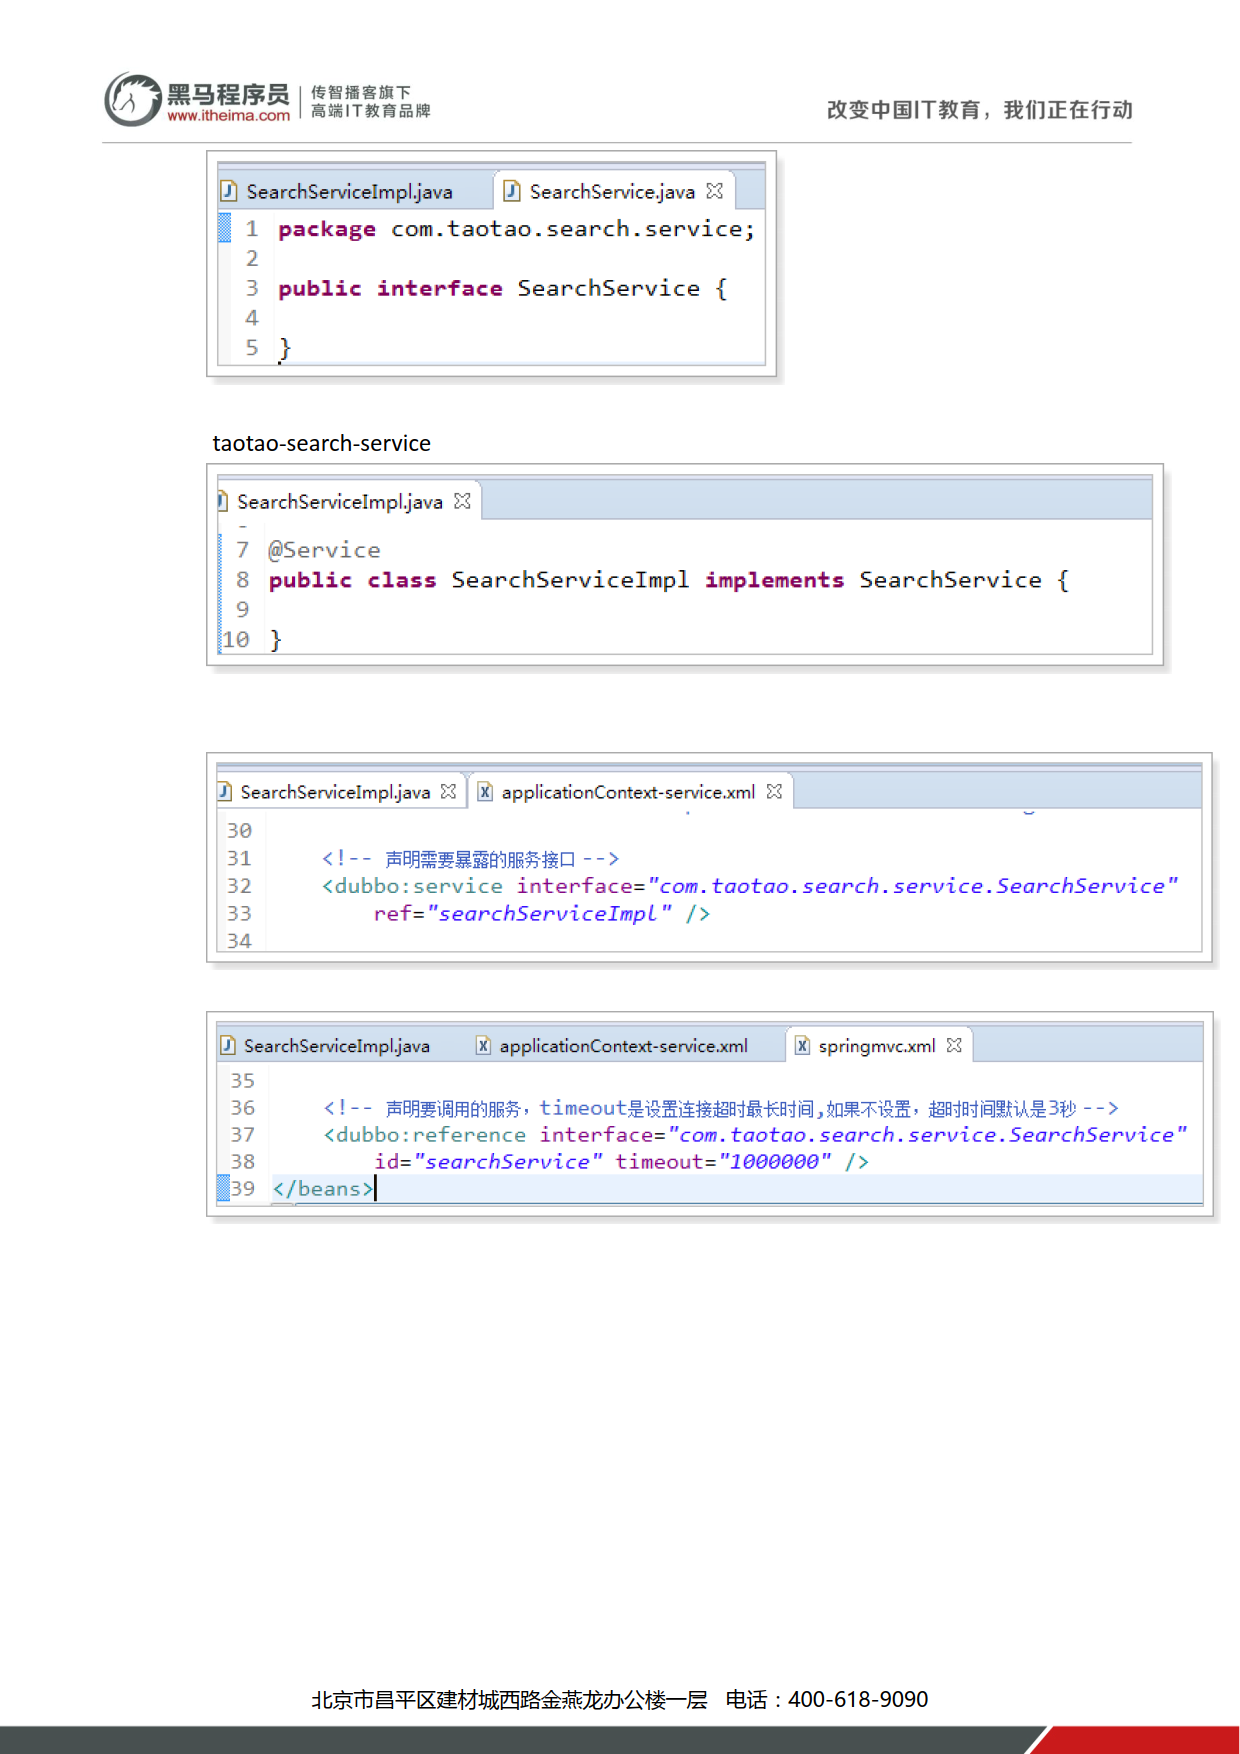 黑马程序员
www.itheima.com
传智播客旗下
高端IT教育品牌
改变中国IT教育，我们正在行动
SearchServiceImpl.java SearchService.java
1 package com.taotao.search.service;
2
3 public interface SearchService {
4
5 }
taotao-search-service
SearchServiceImpl.java
7 @Service
8 public class SearchServiceImpl implements SearchService {
9
10 }
SearchServiceImpl.java applicationContext-service.xml
30
31 <!-- 声明需要暴露的服务接口 -->
32 <dubbo:service interface="com.taotao.search.service.SearchService"
33 ref="searchServiceImpl" />
34
SearchServiceImpl.java applicationContext-service.xml springmvc.xml
35
36 <!-- 声明要调用的服务，timeout是设置连接超时最长时间,如果不设置，超时时间默认是3秒 -->
37 <dubbo:reference interface="com.taotao.search.service.SearchService"
38 id="searchService" timeout="1000000" />
39 </beans>
北京市昌平区建材城西路金燕龙办公楼一层 电话：400-618-9090